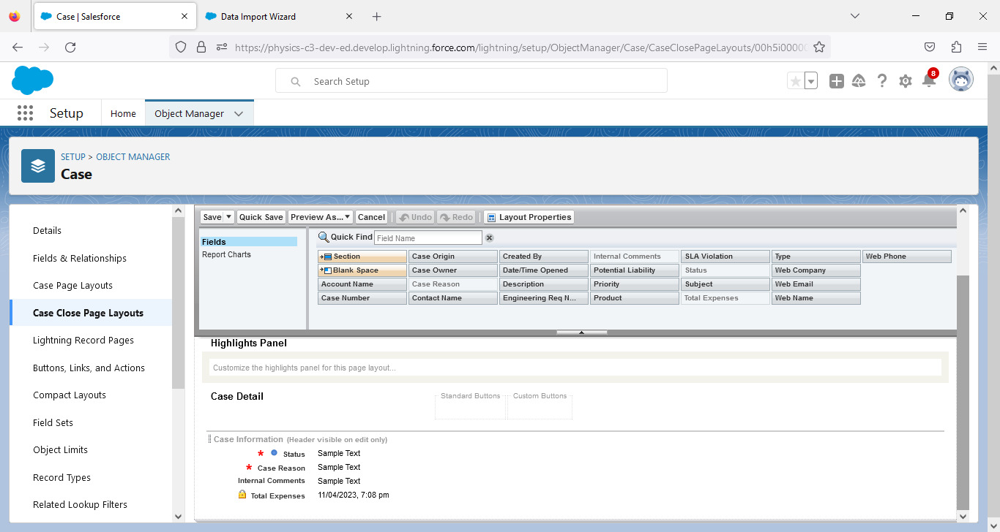 Case | Salesforce
Data Import Wizard
https://physics-c3-dev-ed.develop.lightning.force.com/lightning/setup/ObjectManager/Case/CaseClosePageLayouts/00h5i00000
Search Setup
8
Setup
Home
Object Manager
SETUP > OBJECT MANAGER
Case
Details
Fields & Relationships
Case Page Layouts
Case Close Page Layouts
Lightning Record Pages
Buttons, Links, and Actions
Compact Layouts
Field Sets
Object Limits
Record Types
Related Lookup Filters
Save Quick Save Preview As... Cancel Undo Redo Layout Properties
Fields
Report Charts
Quick Find Field Name
Section Case Origin Created By Internal Comments SLA Violation Type Web Phone
Blank Space Case Owner Date/Time Opened Potential Liability Status Web Company
Account Name Case Reason Description Priority Subject Web Email
Case Number Contact Name Engineering Req N... Product Total Expenses Web Name
Highlights Panel
Customize the highlights panel for this page layout...
Case Detail Standard Buttons Custom Buttons
Case Information (Header visible on edit only)
* Status Sample Text
* Case Reason Sample Text
Internal Comments Sample Text
Total Expenses 11/04/2023, 7:08 pm